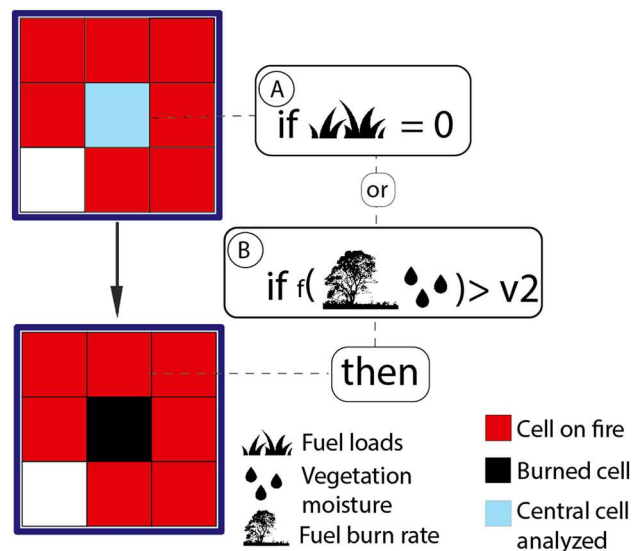 A
if = 0
or
B
if f( ) > v2
then
Fuel loads
Vegetation
moisture
Fuel burn rate
Cell on fire
Burned cell
Central cell
analyzed